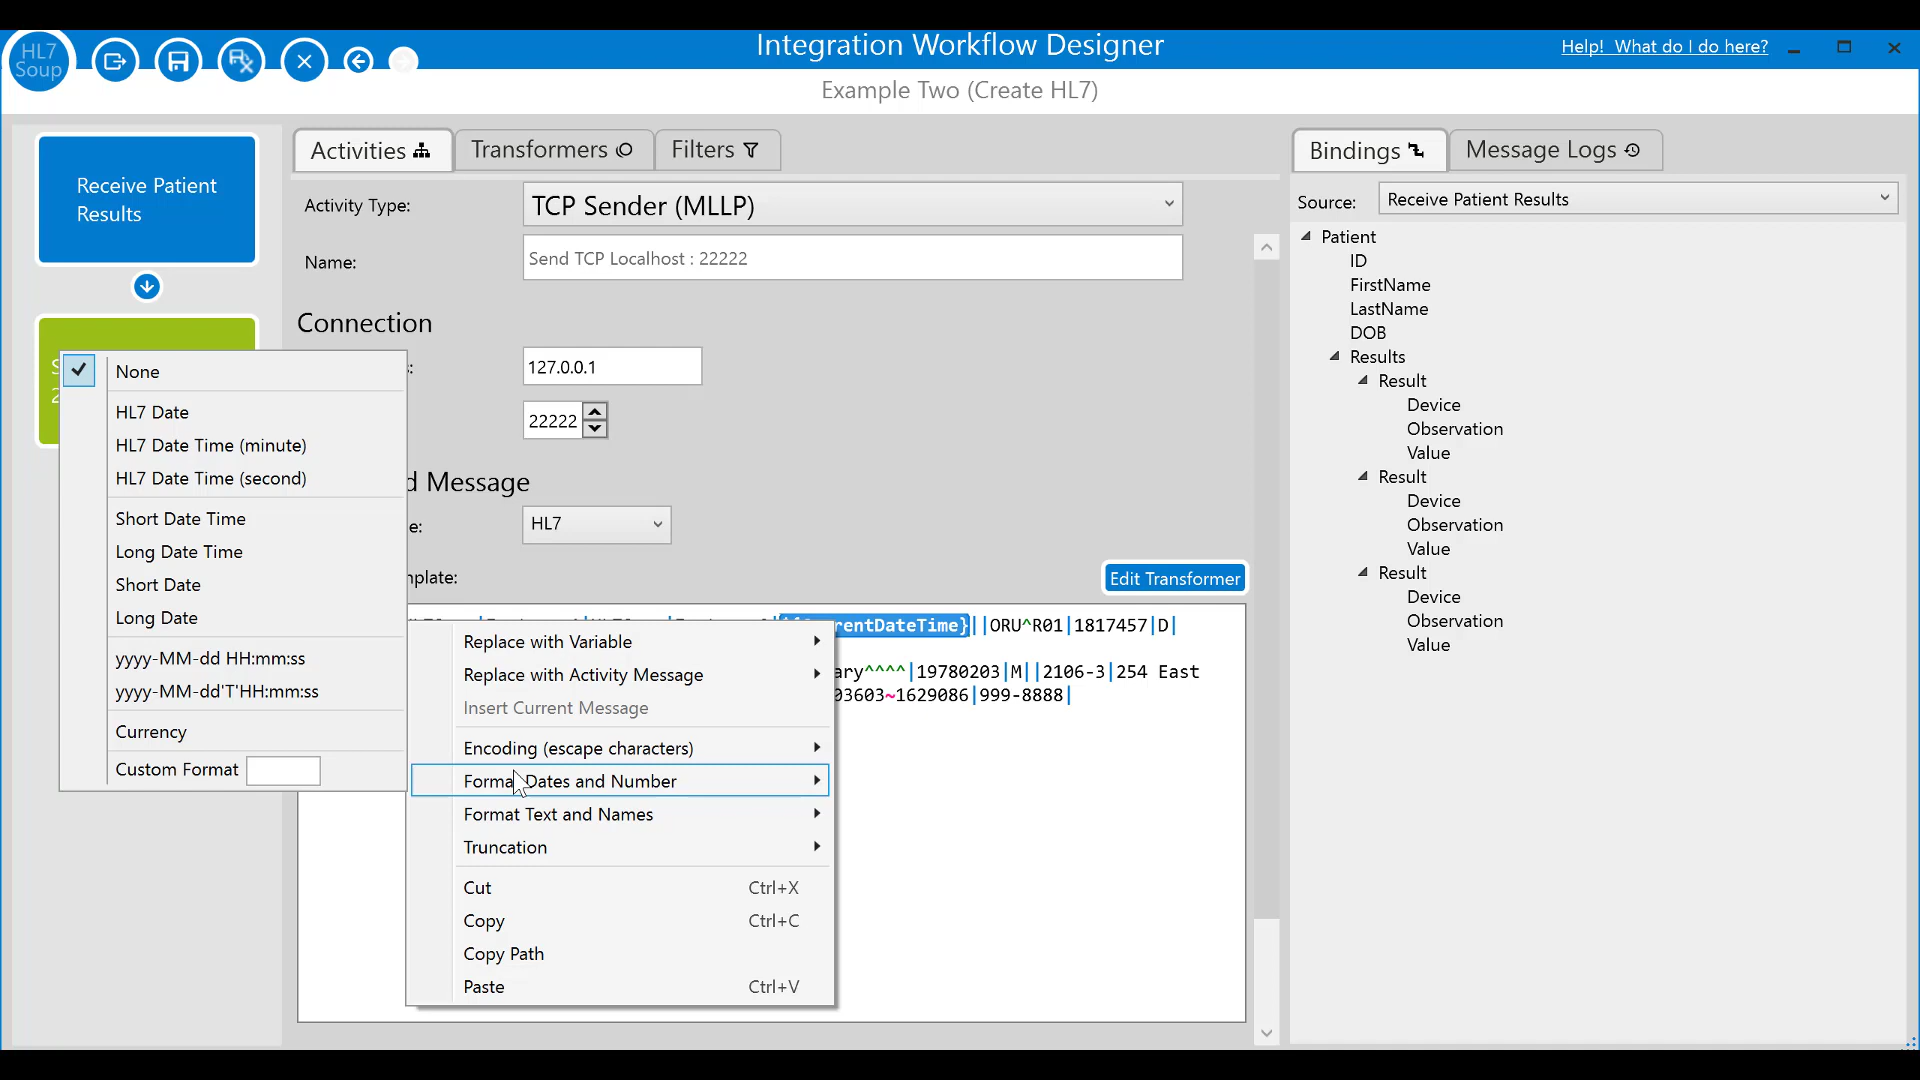 HL7
Soup
Integration Workflow Designer
Help!  What do I do here?
Example Two (Create HL7)
Receive Patient
Results
Activities
Transformers
Filters
Activity Type:
TCP Sender (MLLP)
Name:
Send TCP Localhost : 22222
Connection
127.0.0.1
22222
d Message
HL7
nplate:
Edit Transformer
rentDateTime}||ORU^R01|1817457|D|
ary^^^^|19780203|M||2106-3|254 East
03603~1629086|999-8888|
None
HL7 Date
HL7 Date Time (minute)
HL7 Date Time (second)
Short Date Time
Long Date Time
Short Date
Long Date
yyyy-MM-dd HH:mm:ss
yyyy-MM-dd'T'HH:mm:ss
Currency
Custom Format
Replace with Variable
Replace with Activity Message
Insert Current Message
Encoding (escape characters)
Format Dates and Number
Format Text and Names
Truncation
Cut Ctrl+X
Copy Ctrl+C
Copy Path
Paste Ctrl+V
Bindings
Message Logs
Source:
Receive Patient Results
Patient
ID
FirstName
LastName
DOB
Results
Result
Device
Observation
Value
Result
Device
Observation
Value
Result
Device
Observation
Value